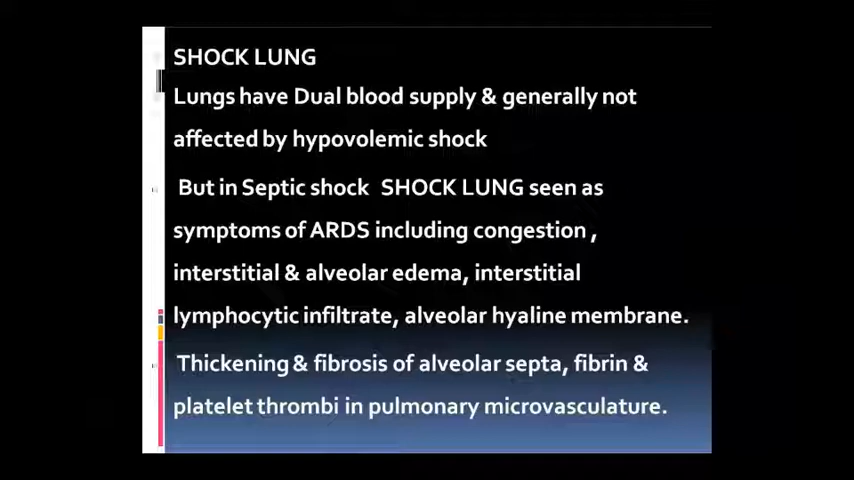 SHOCK LUNG
Lungs have Dual blood supply & generally not
affected by hypovolemic shock
But in Septic shock SHOCK LUNG seen as
symptoms of ARDS including congestion ,
interstitial & alveolar edema, interstitial
lymphocytic infiltrate, alveolar hyaline membrane.
Thickening & fibrosis of alveolar septa, fibrin &
platelet thrombi in pulmonary microvasculature.